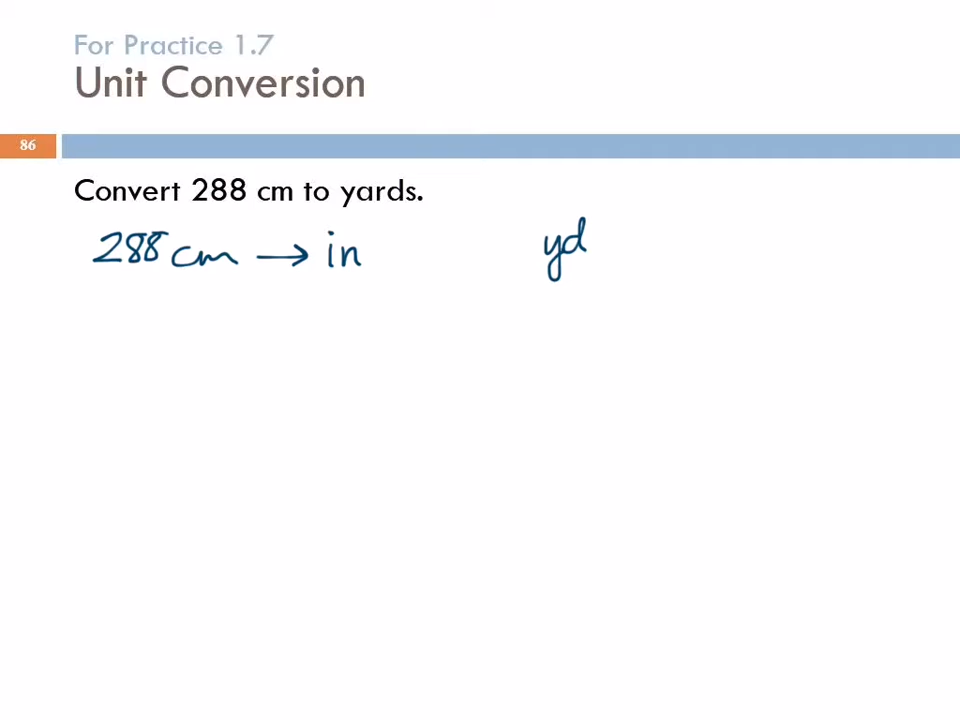 For Practice 1.7
Unit Conversion
86
Convert 288 cm to yards.
288 cm → in yd